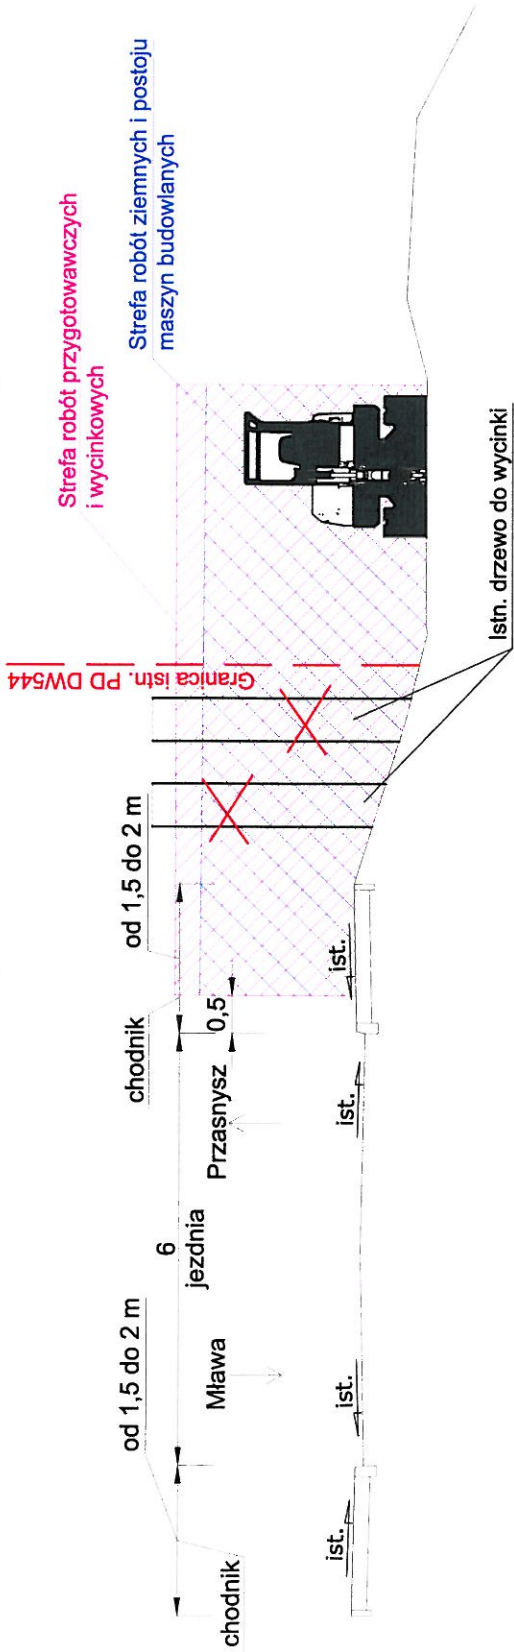 Strefa robót przygotowawczych
i wycinkowych
Strefa robót ziemnych i postoju
maszyn budowlanych
Granica istn. PD DW544
od 1,5 do 2 m
chodnik
6
jezdnia
od 1,5 do 2 m
chodnik
0,5
Mława
Przasnysz
ist.
ist.
ist.
ist.
Istn. drzewo do wycinki